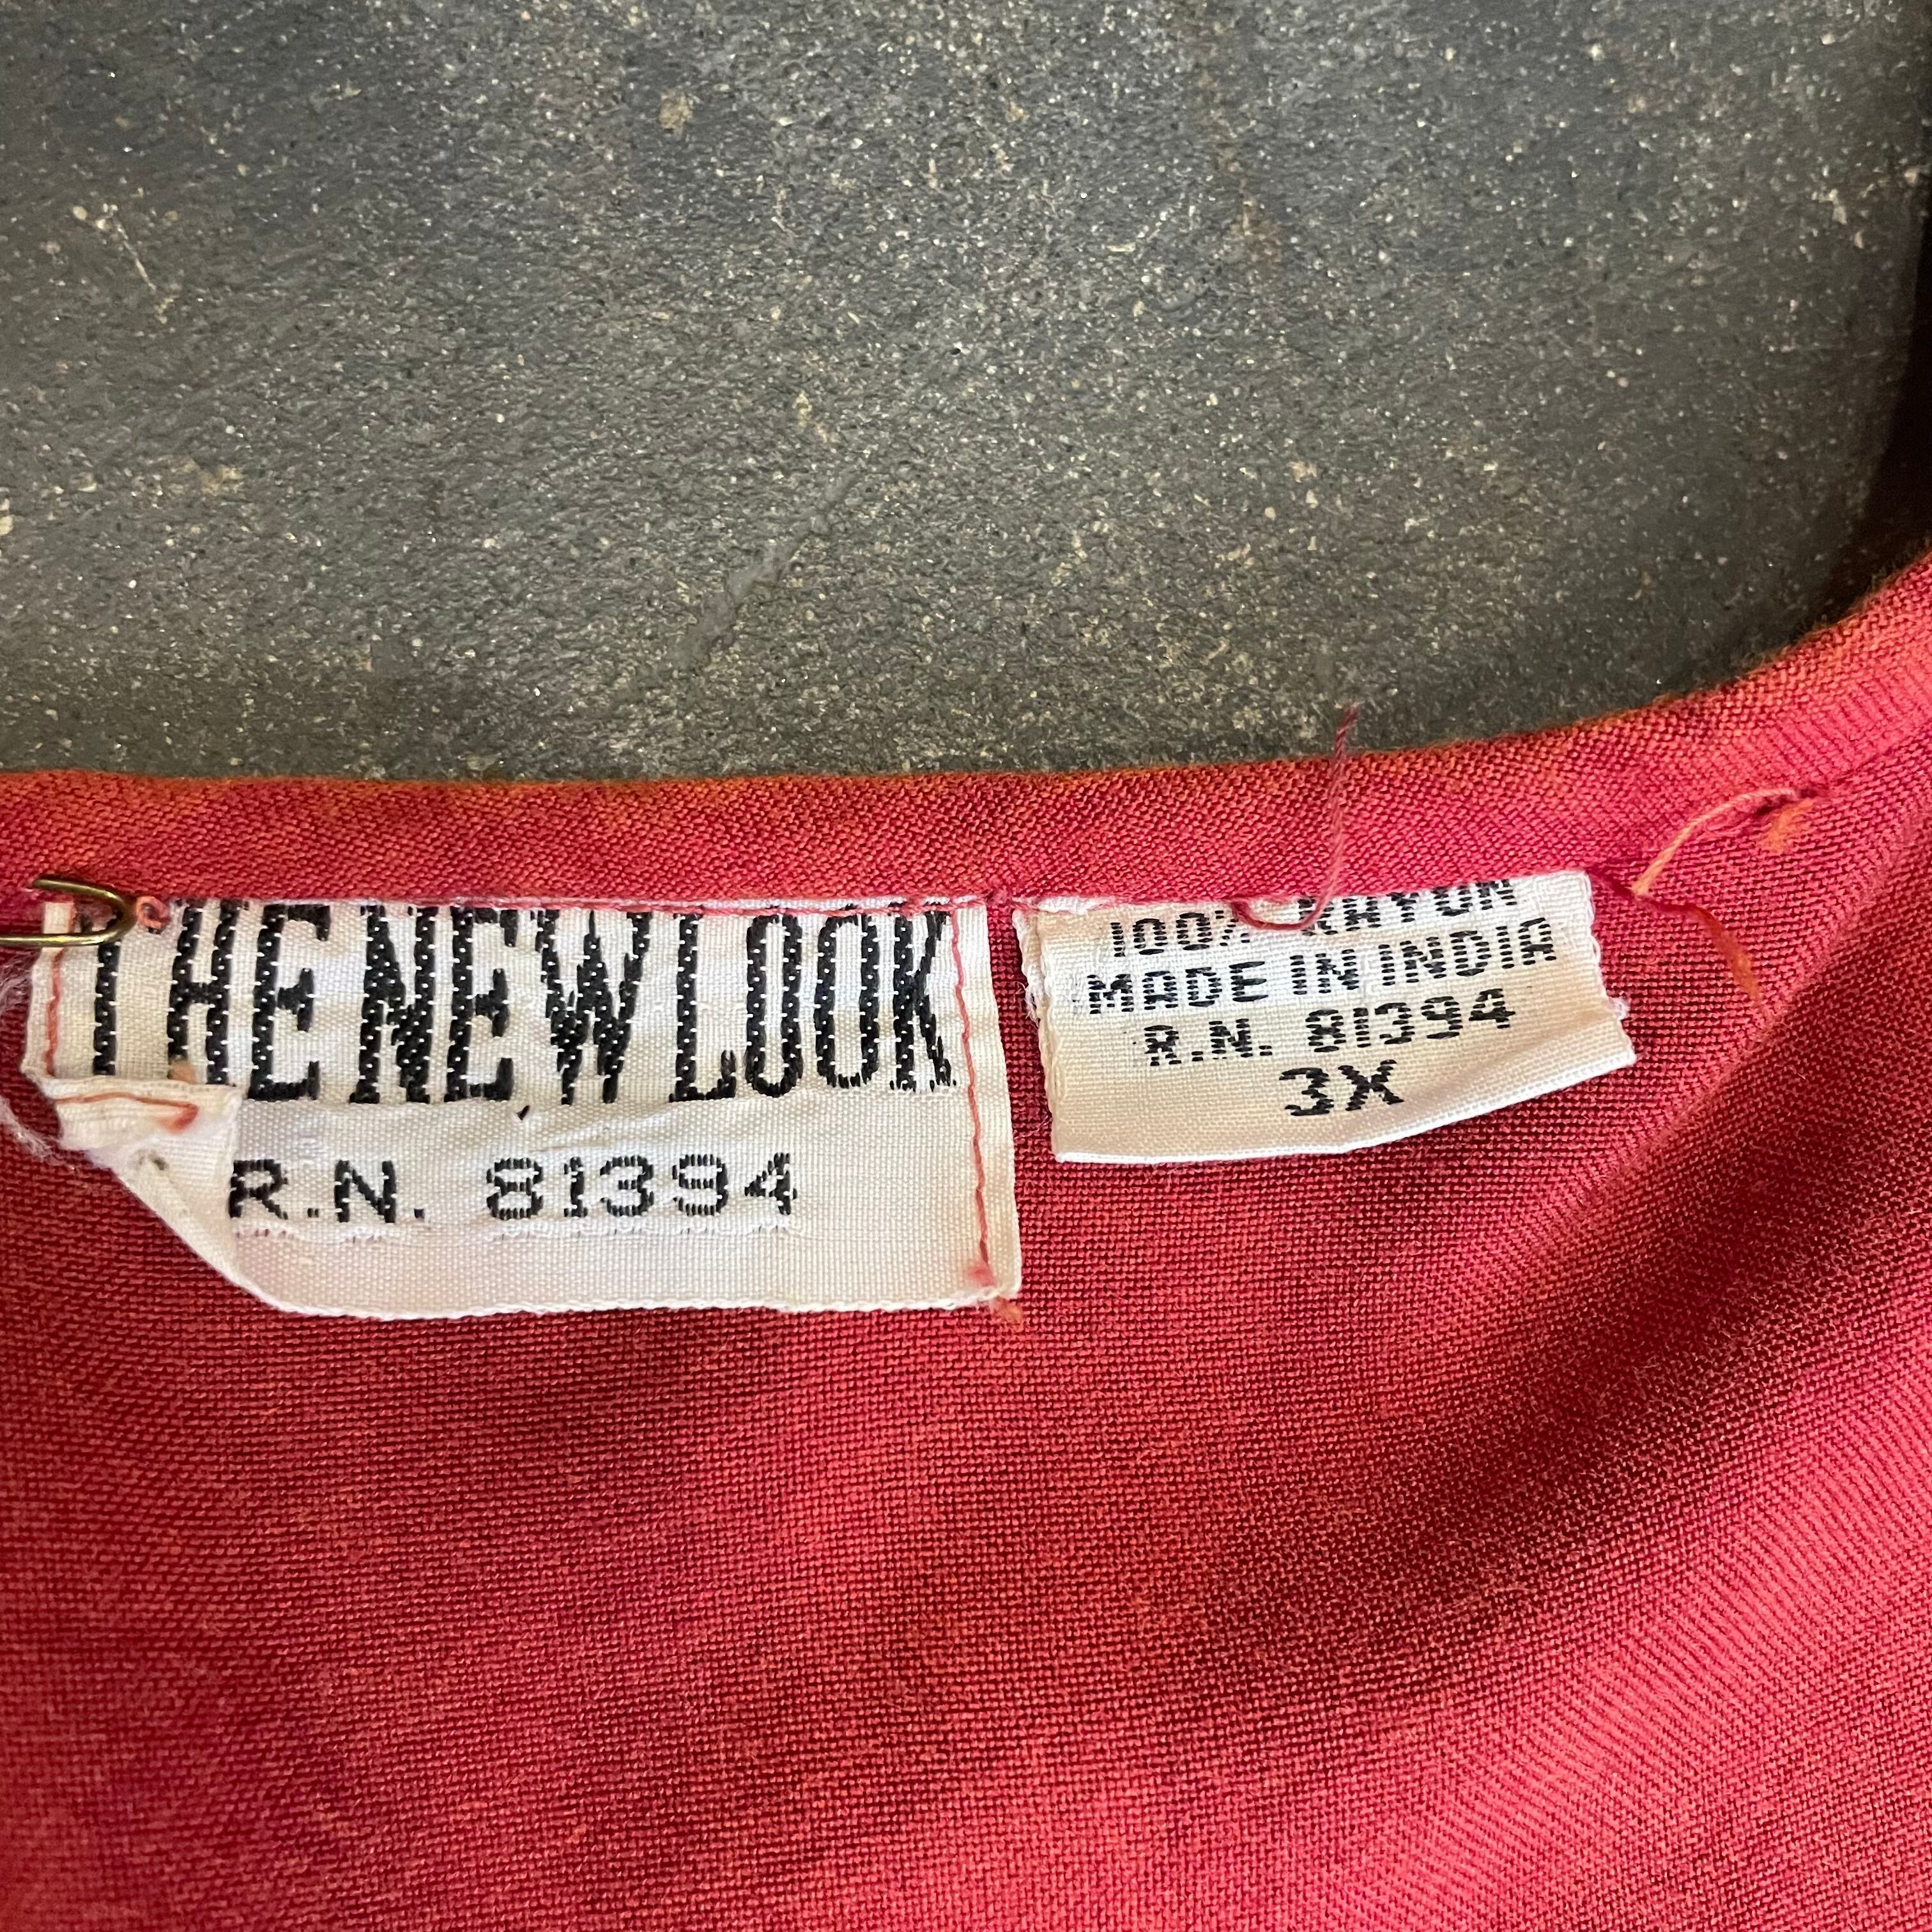 THE NEW LOOK
R.N. 81394
100% RAYON
MADE IN INDIA
R.N. 81394
3X